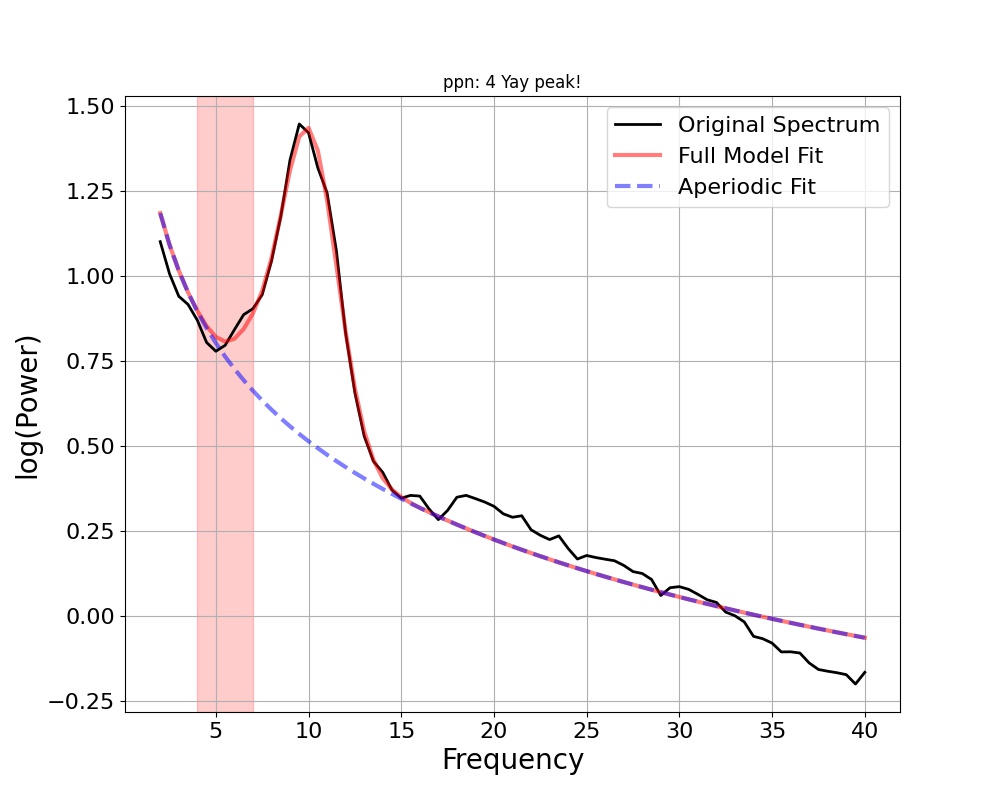 ppn: 4 Yay peak!
1.50
1.25
1.00
0.75
0.50
0.25
0.00
−0.25
Original Spectrum
Full Model Fit
Aperiodic Fit
log(Power)
5 10 15 20 25 30 35 40
Frequency